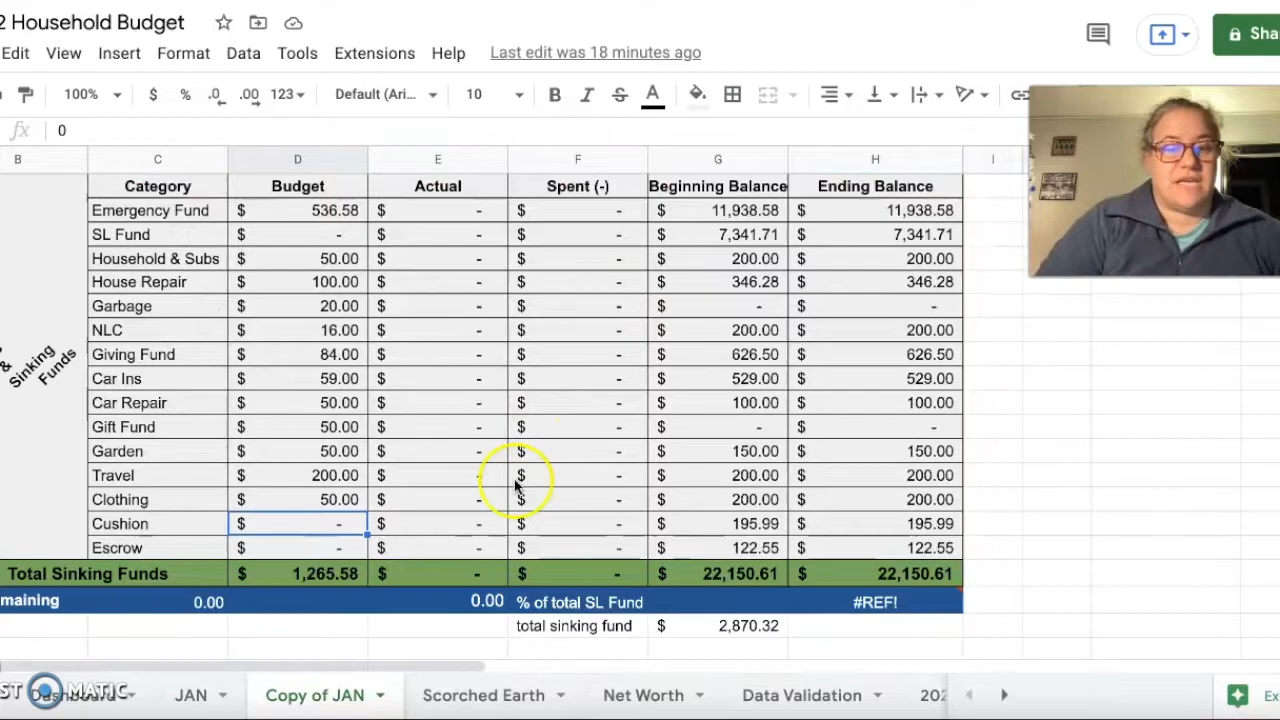 2 Household Budget
Edit View Insert Format Data Tools Extensions Help Last edit was 18 minutes ago
100% $ % .0 .00 123 Default (Ari... 10 B I S A Sha
fx 0
B C D E F G H I
Category Budget Actual Spent (-) Beginning Balance Ending Balance
Emergency Fund $ 536.58 $ - $ - $ 11,938.58 $ 11,938.58
SL Fund $ - $ - $ - $ 7,341.71 $ 7,341.71
Household & Subs $ 50.00 $ - $ - $ 200.00 $ 200.00
House Repair $ 100.00 $ - $ - $ 346.28 $ 346.28
Garbage $ 20.00 $ - $ - $ - $ -
NLC $ 16.00 $ - $ - $ 200.00 $ 200.00
Giving Fund $ 84.00 $ - $ - $ 626.50 $ 626.50
Car Ins $ 59.00 $ - $ - $ 529.00 $ 529.00
Car Repair $ 50.00 $ - $ - $ 100.00 $ 100.00
Gift Fund $ 50.00 $ - $ - $ - $ -
Garden $ 50.00 $ - $ - $ 150.00 $ 150.00
Travel $ 200.00 $ - $ - $ 200.00 $ 200.00
Clothing $ 50.00 $ - $ - $ 200.00 $ 200.00
Cushion $ - $ - $ - $ 195.99 $ 195.99
Escrow $ - $ - $ - $ 122.55 $ 122.55
&
Sinking
Funds
Total Sinking Funds $ 1,265.58 $ - $ - $ 22,150.61 $ 22,150.61
maining 0.00 0.00 % of total SL Fund #REF!
total sinking fund $ 2,870.32
JAN Copy of JAN Scorched Earth Net Worth Data Validation 202 Ex